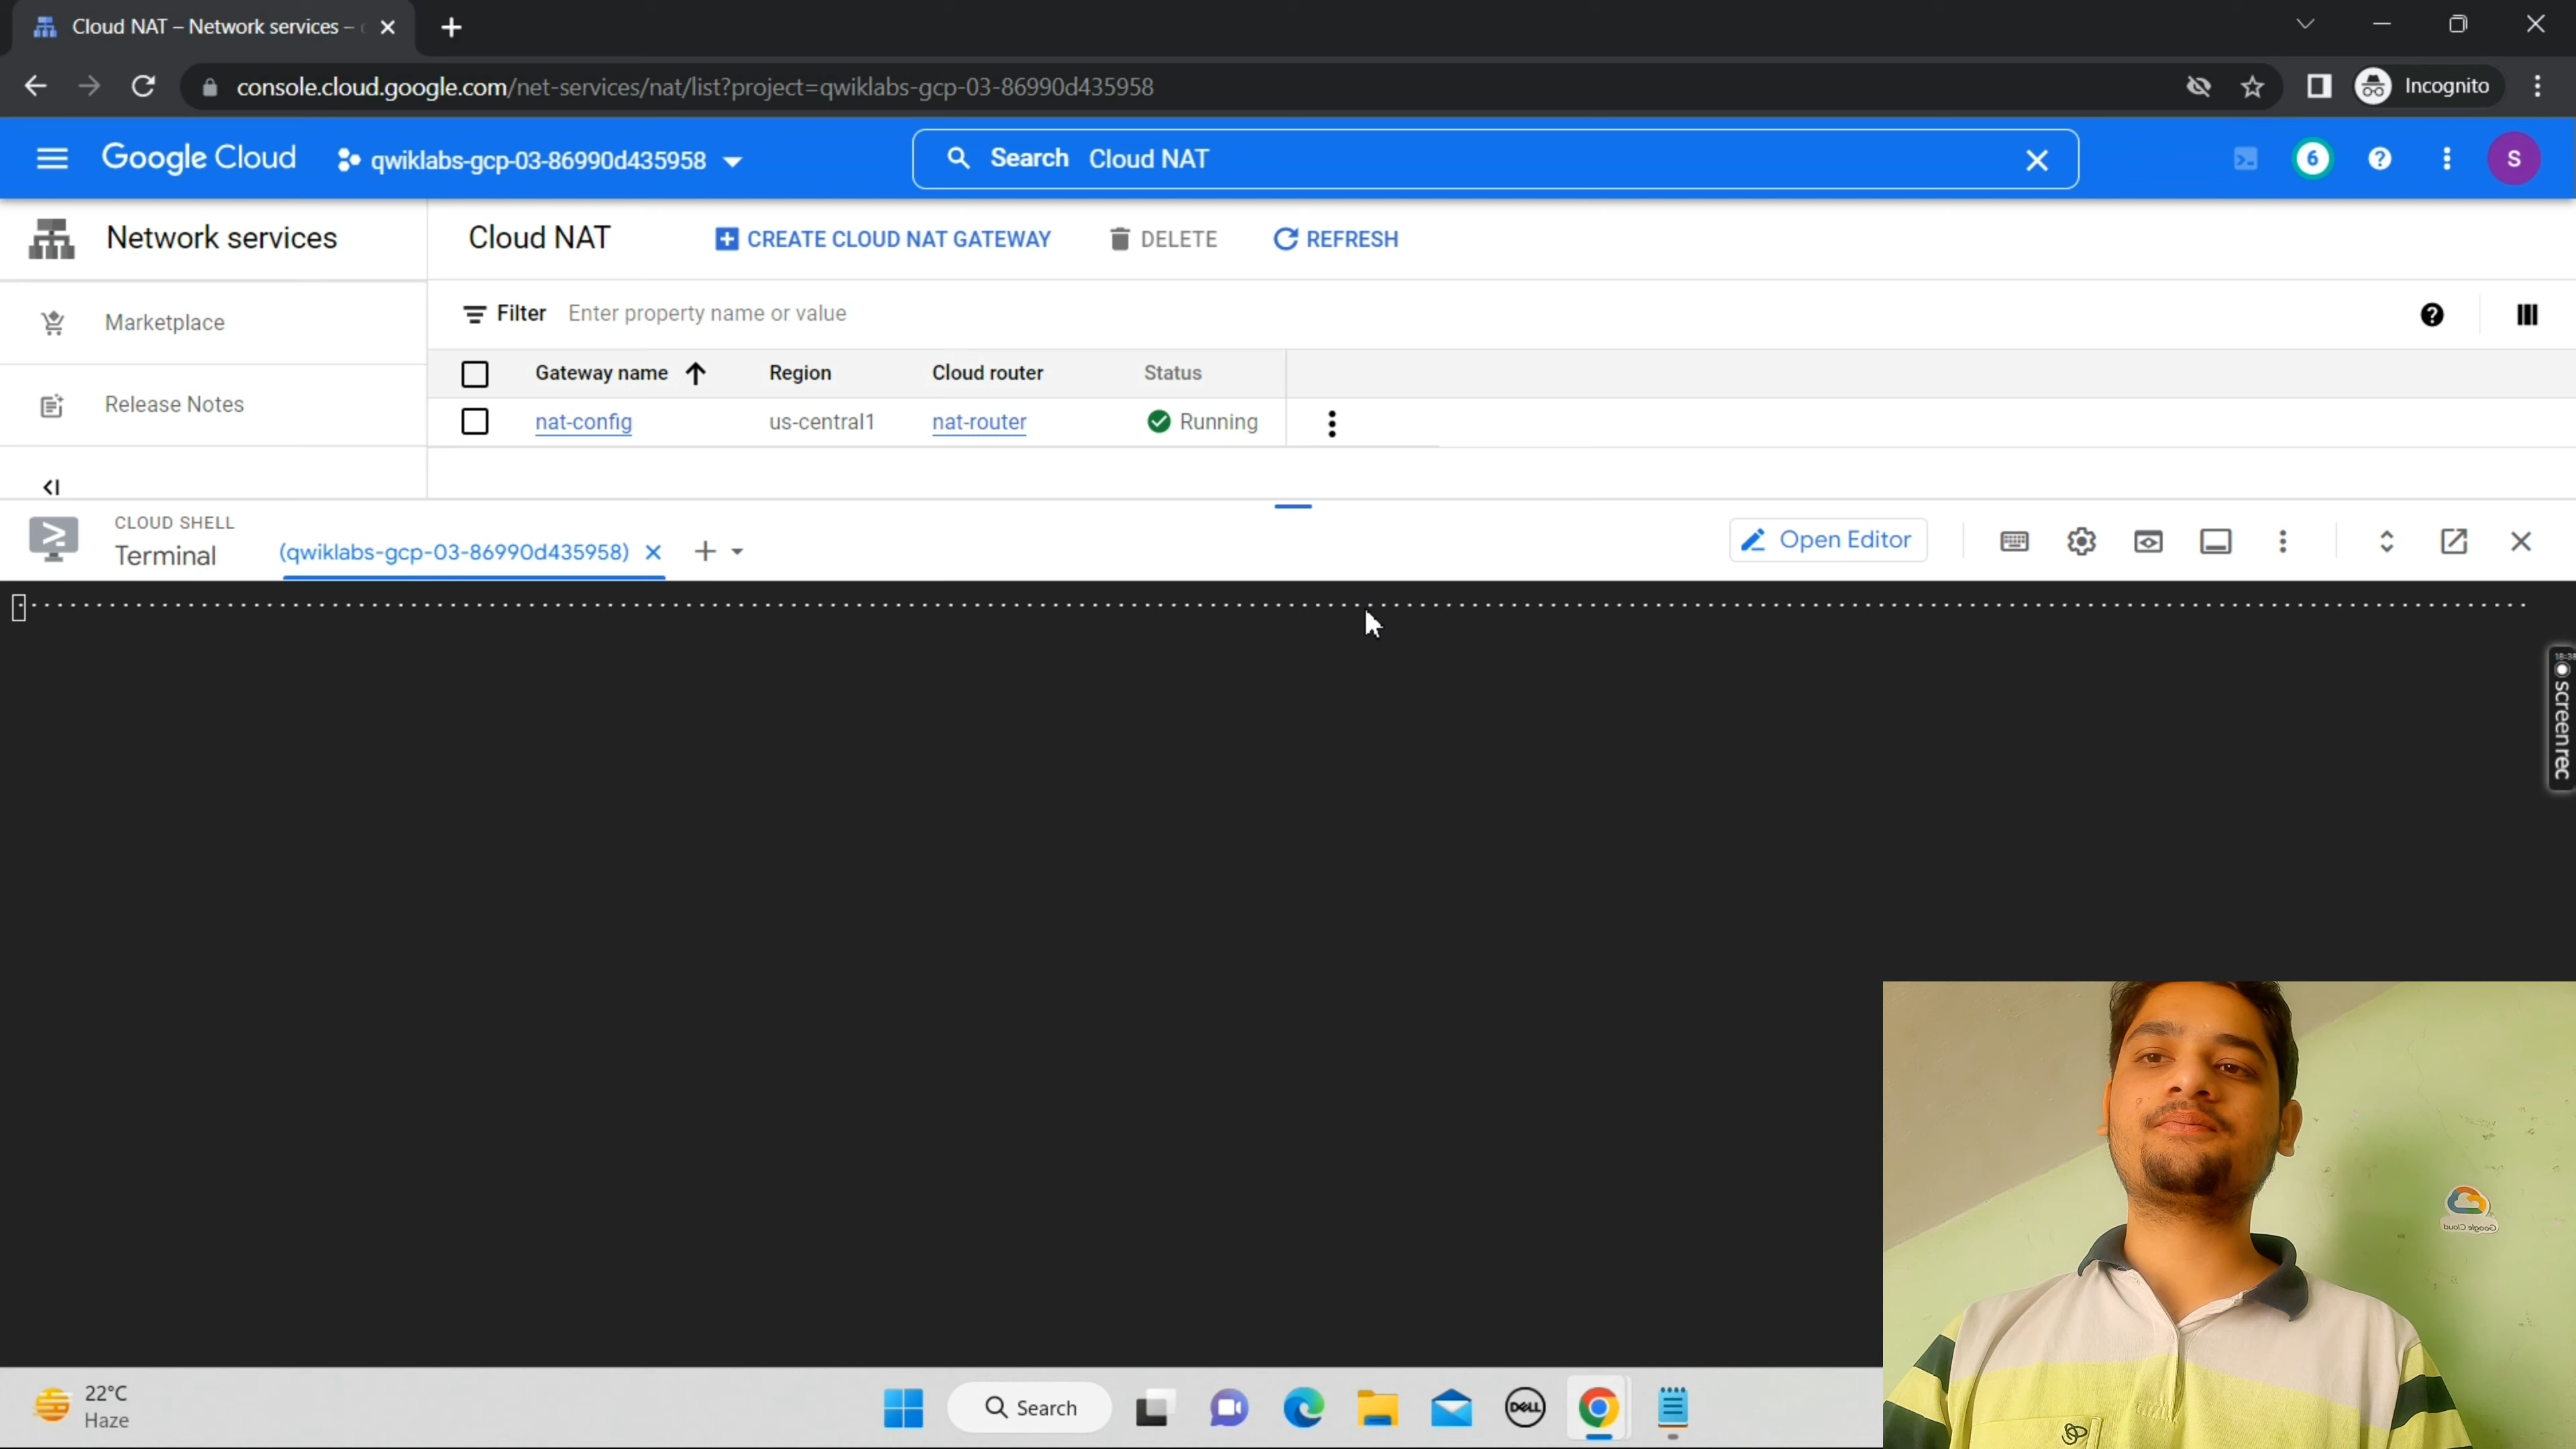 Cloud NAT – Network services –
console.cloud.google.com/net-services/nat/list?project=qwiklabs-gcp-03-86990d435958
Incognito
Google Cloud
qwiklabs-gcp-03-86990d435958
Search Cloud NAT
6
S
Network services
Cloud NAT
CREATE CLOUD NAT GATEWAY
DELETE
REFRESH
Marketplace
Release Notes
Filter Enter property name or value
Gateway name Region Cloud router Status
nat-config us-central1 nat-router Running
CLOUD SHELL
Terminal
(qwiklabs-gcp-03-86990d435958)
Open Editor
screenrec
Google Cloud
22°C
Haze
Search
DELL